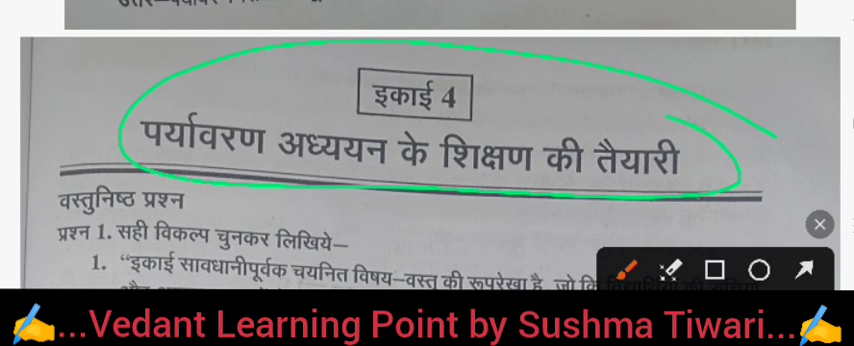 इकाई 4
पर्यावरण अध्ययन के शिक्षण की तैयारी
वस्तुनिष्ठ प्रश्न
प्रश्न 1. सही विकल्प चुनकर लिखिये–
1. “इकाई सावधानीपूर्वक चयनित विषय–वस्तु की रूपरेखा है, जो कि
✍️...Vedant Learning Point by Sushma Tiwari...✍️